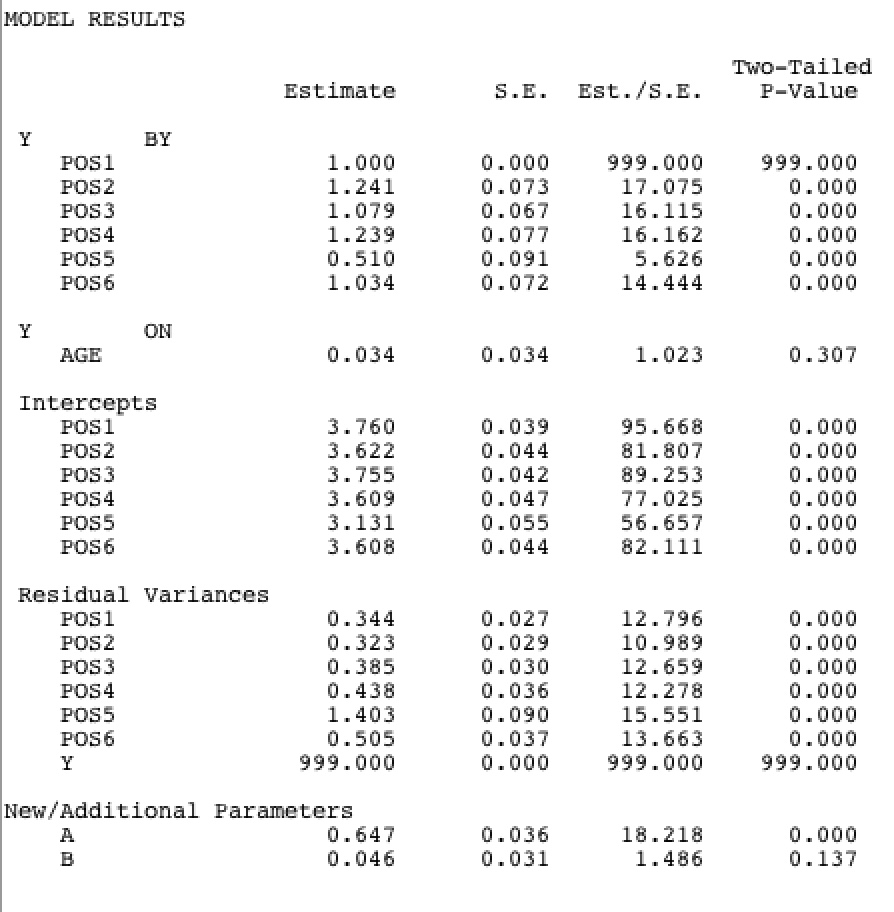 MODEL RESULTS
Two-Tailed
Estimate S.E. Est./S.E. P-Value
Y BY
POS1 1.000 0.000 999.000 999.000
POS2 1.241 0.073 17.075 0.000
POS3 1.079 0.067 16.115 0.000
POS4 1.239 0.077 16.162 0.000
POS5 0.510 0.091 5.626 0.000
POS6 1.034 0.072 14.444 0.000
Y ON
AGE 0.034 0.034 1.023 0.307
Intercepts
POS1 3.760 0.039 95.668 0.000
POS2 3.622 0.044 81.807 0.000
POS3 3.755 0.042 89.253 0.000
POS4 3.609 0.047 77.025 0.000
POS5 3.131 0.055 56.657 0.000
POS6 3.608 0.044 82.111 0.000
Residual Variances
POS1 0.344 0.027 12.796 0.000
POS2 0.323 0.029 10.989 0.000
POS3 0.385 0.030 12.659 0.000
POS4 0.438 0.036 12.278 0.000
POS5 1.403 0.090 15.551 0.000
POS6 0.505 0.037 13.663 0.000
Y 999.000 0.000 999.000 999.000
New/Additional Parameters
A 0.647 0.036 18.218 0.000
B 0.046 0.031 1.486 0.137